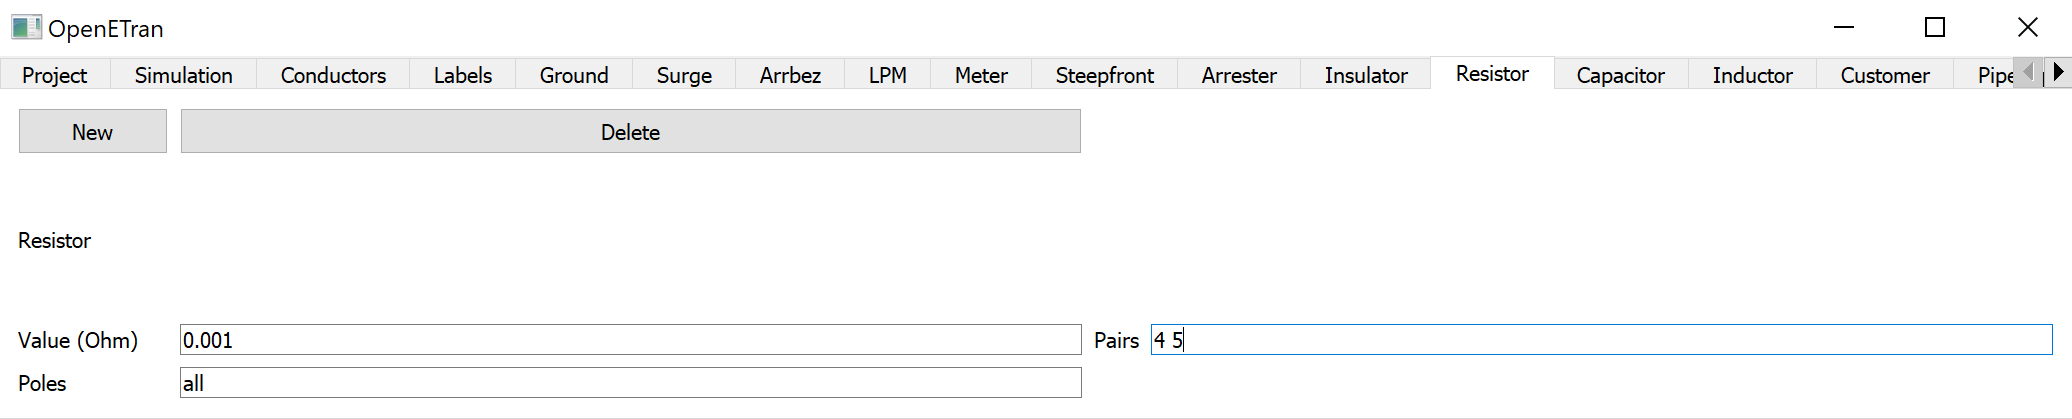 OpenETran
Project Simulation Conductors Labels Ground Surge Arrbez LPM Meter Steepfront Arrester Insulator Resistor Capacitor Inductor Customer Pipe
New Delete
Resistor
Value (Ohm) 0.001 Pairs 4 5
Poles all